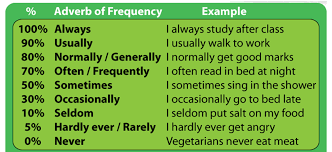 % Adverb of Frequency Example
100% Always I always study after class
90% Usually I usually walk to work
80% Normally / Generally I normally get good marks
70% Often / Frequently I often read in bed at night
50% Sometimes I sometimes sing in the shower
30% Occasionally I occasionally go to bed late
10% Seldom I seldom put salt on my food
5% Hardly ever / Rarely I hardly ever get angry
0% Never Vegetarians never eat meat